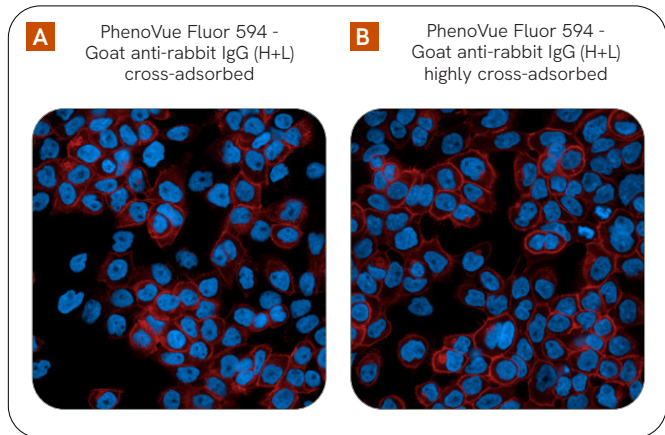 A
PhenoVue Fluor 594 -
Goat anti-rabbit IgG (H+L)
cross-adsorbed
B
PhenoVue Fluor 594 -
Goat anti-rabbit IgG (H+L)
highly cross-adsorbed